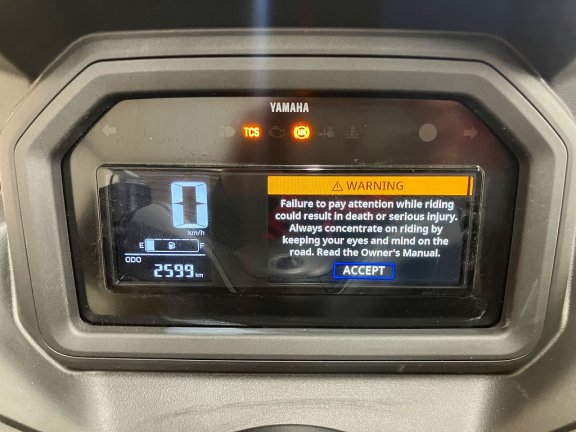 YAMAHA
TCS
ABS
0
km/h
E F
ODO
2599 km
⚠ WARNING
Failure to pay attention while riding
could result in death or serious injury.
Always concentrate on riding by
keeping your eyes and mind on the
road. Read the Owner's Manual.
ACCEPT